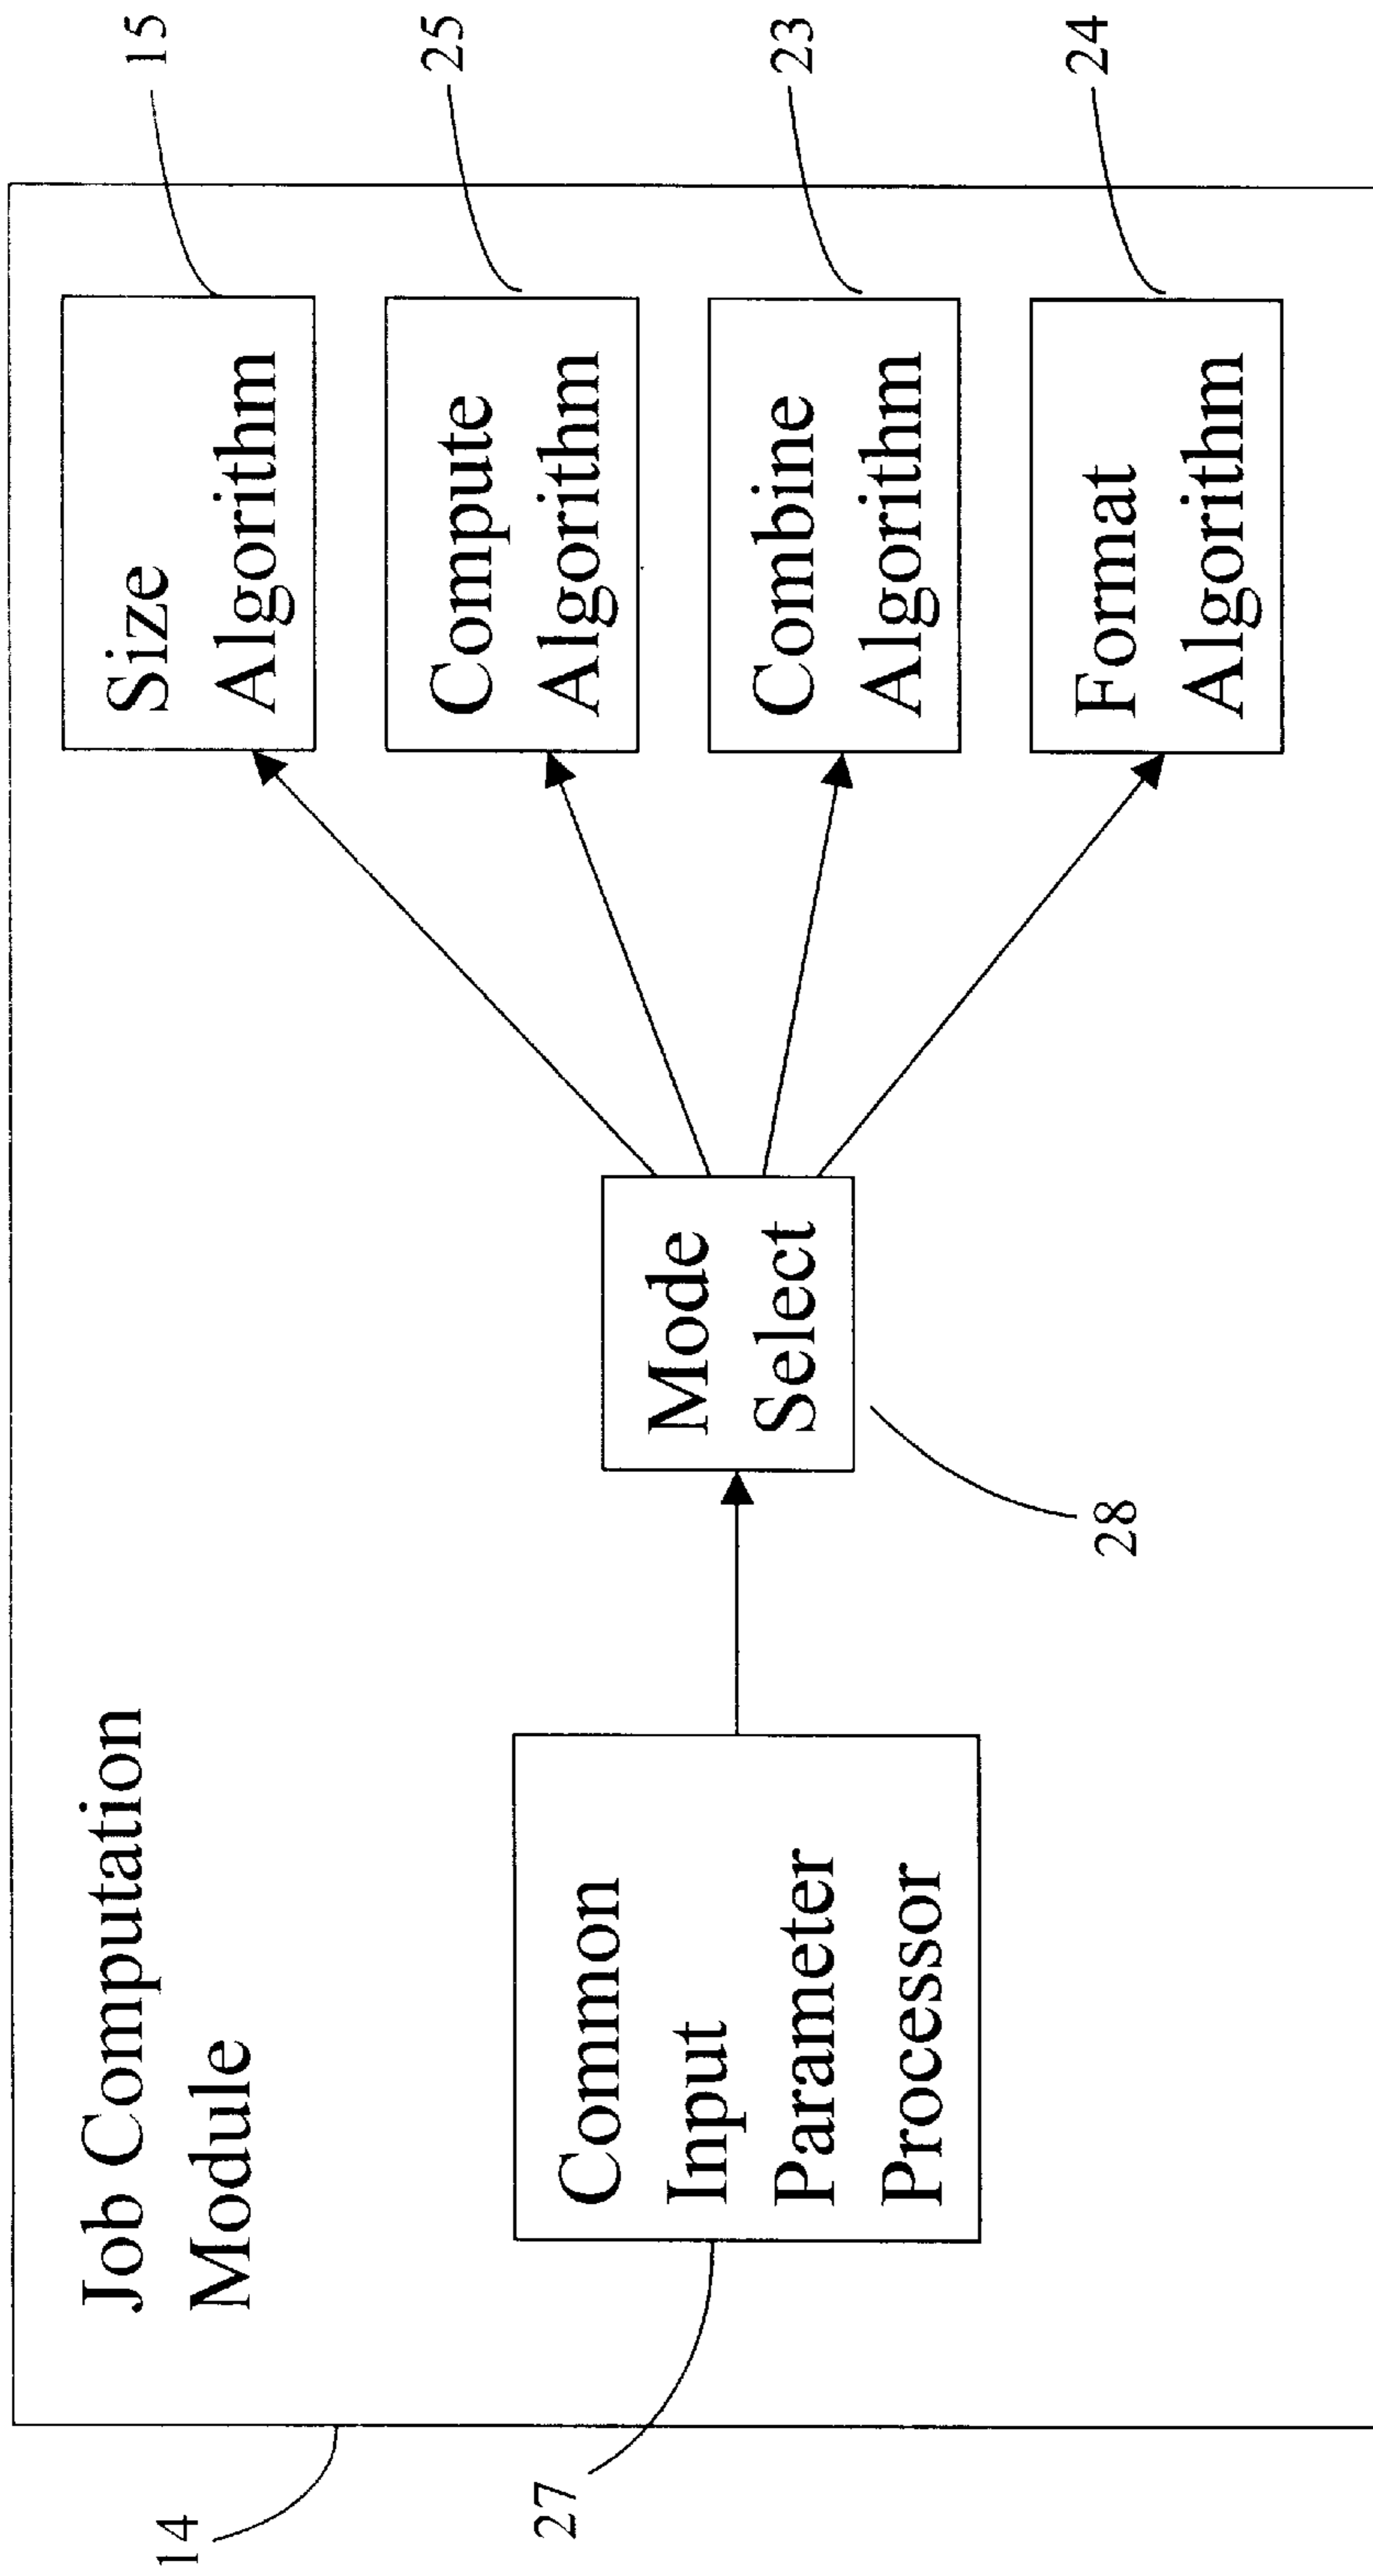 Job Computation
Module
14
Common
Input
Parameter
Processor
27
Mode
Select
28
Size
Algorithm
15
Compute
Algorithm
25
Combine
Algorithm
23
Format
Algorithm
24